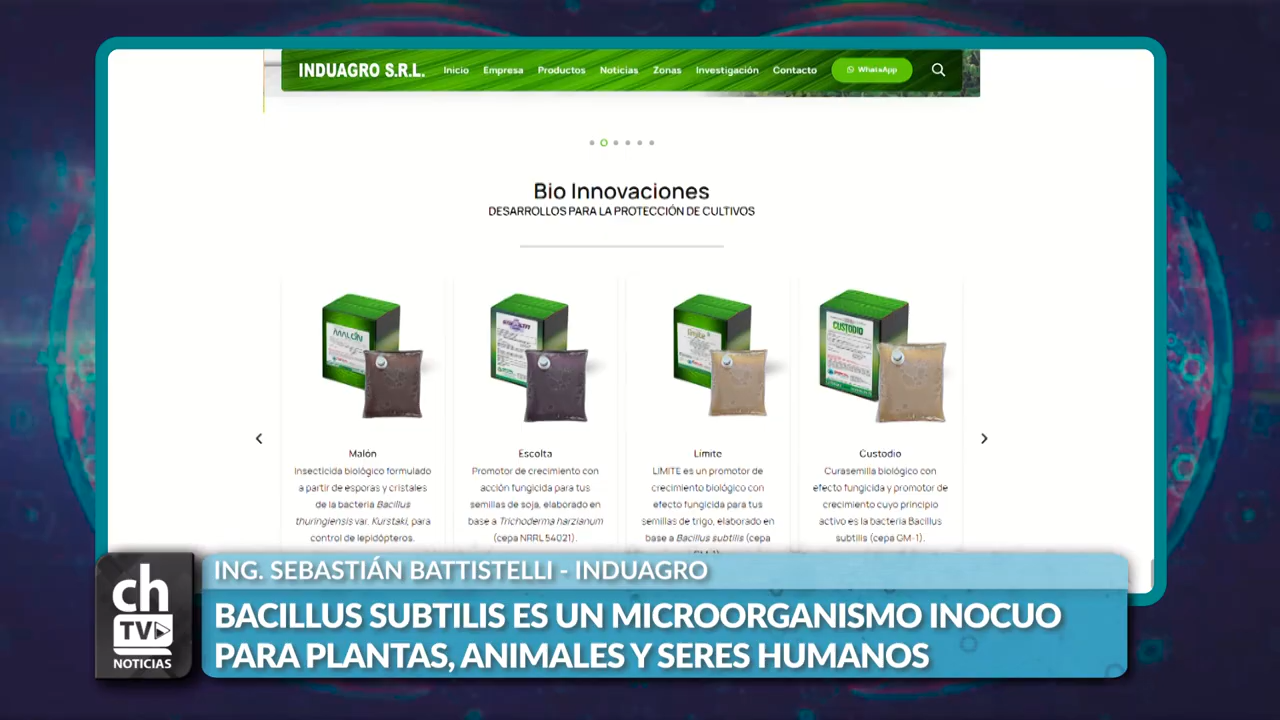 INDUAGRO S.R.L. Inicio Empresa Productos Noticias Zonas Investigación Contacto WhatsApp
Bio Innovaciones
DESARROLLOS PARA LA PROTECCIÓN DE CULTIVOS
MALÓN
Límite
CUSTODIO
Malón
Insecticida biológico formulado
a partir de esporas y cristales
de la bacteria Bacillus
thuringiensis var. Kurstaki, para
control de lepidópteros.
Escolta
Promotor de crecimiento con
acción fungicida para tus
semillas de soja, elaborado en
base a Trichoderma harzianum
(cepa NRRL 54021).
Límite
LÍMITE es un promotor de
crecimiento biológico con
efecto fungicida para tus
semillas de trigo, elaborado en
base a Bacillus subtilis (cepa
Custodio
Curasemilla biológico con
efecto fungicida y promotor de
crecimiento cuyo principio
activo es la bacteria Bacillus
subtilis (cepa GM-1).
ch
TV
NOTICIAS
ING. SEBASTIÁN BATTISTELLI - INDUAGRO
BACILLUS SUBTILIS ES UN MICROORGANISMO INOCUO
PARA PLANTAS, ANIMALES Y SERES HUMANOS